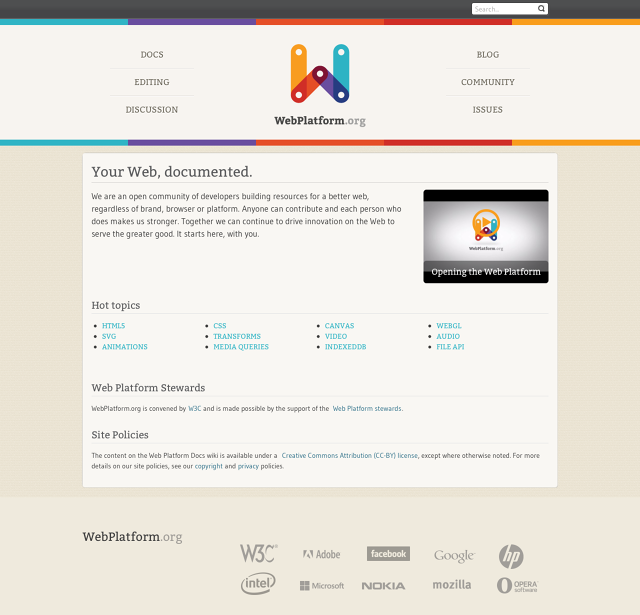 Search...
DOCS
EDITING
DISCUSSION
WebPlatform.org
BLOG
COMMUNITY
ISSUES
Your Web, documented.
We are an open community of developers building resources for a better web,
regardless of brand, browser or platform. Anyone can contribute and each person who
does makes us stronger. Together we can continue to drive innovation on the Web to
serve the greater good. It starts here, with you.
WebPlatform.org
Opening the Web Platform
Hot topics
HTML5
SVG
ANIMATIONS
CSS
TRANSFORMS
MEDIA QUERIES
CANVAS
VIDEO
INDEXEDDB
WEBGL
AUDIO
FILE API
Web Platform Stewards
WebPlatform.org is convened by W3C and is made possible by the support of the Web Platform stewards.
Site Policies
The content on the Web Platform Docs wiki is available under a Creative Commons Attribution (CC-BY) license, except where otherwise noted. For more
details on our site policies, see our copyright and privacy policies.
WebPlatform.org
W3C® Adobe facebook Google hp
intel Microsoft NOKIA mozilla OPERA software